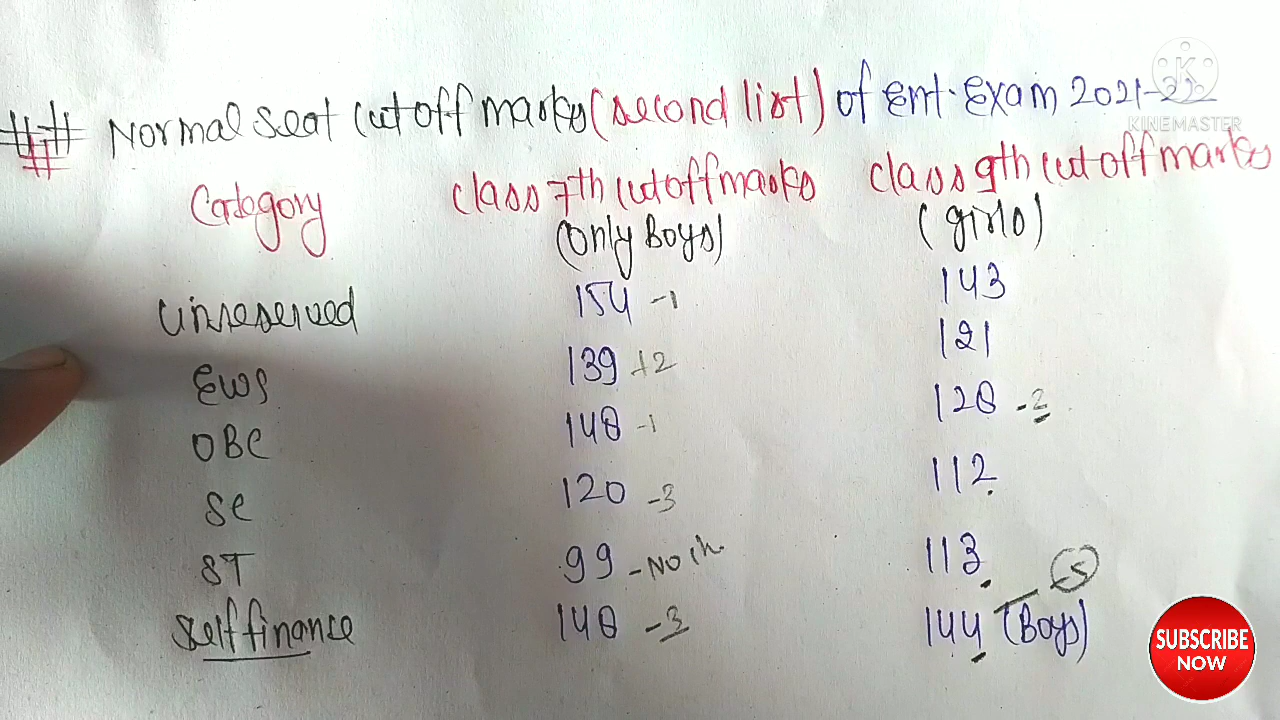 ## Normal seat cut off marks (second list) of Ent. Exam 2021-22
KINEMASTER
Category class 7th cut off marks class 9th cut off marks
(Only Boys) (girls)
Unreserved 154 -1 143
EWS 139 +2 121
OBC 148 -1 128 -2
SC 120 -3 112
ST 99 - No ch. 113
Self finance 148 -3 144 (Boys) 5
SUBSCRIBE
NOW